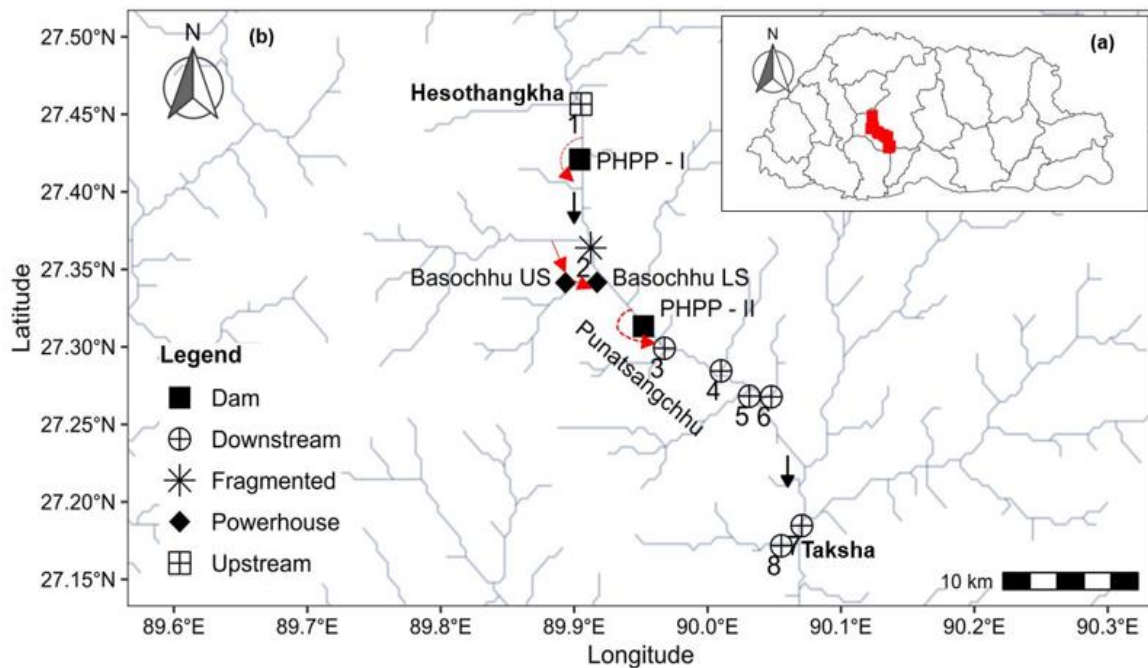 27.50°N
27.45°N
27.40°N
27.35°N
27.30°N
27.25°N
27.20°N
27.15°N
Latitude
N
(b)
N
(a)
Hesothangkha
1
PHPP - I
2
Basochhu US
Basochhu LS
PHPP - II
Punatsangchhu
3
4
5
6
7
Taksha
8
Legend
Dam
Downstream
Fragmented
Powerhouse
Upstream
10 km
89.6°E
89.7°E
89.8°E
89.9°E
90.0°E
90.1°E
90.2°E
90.3°E
Longitude